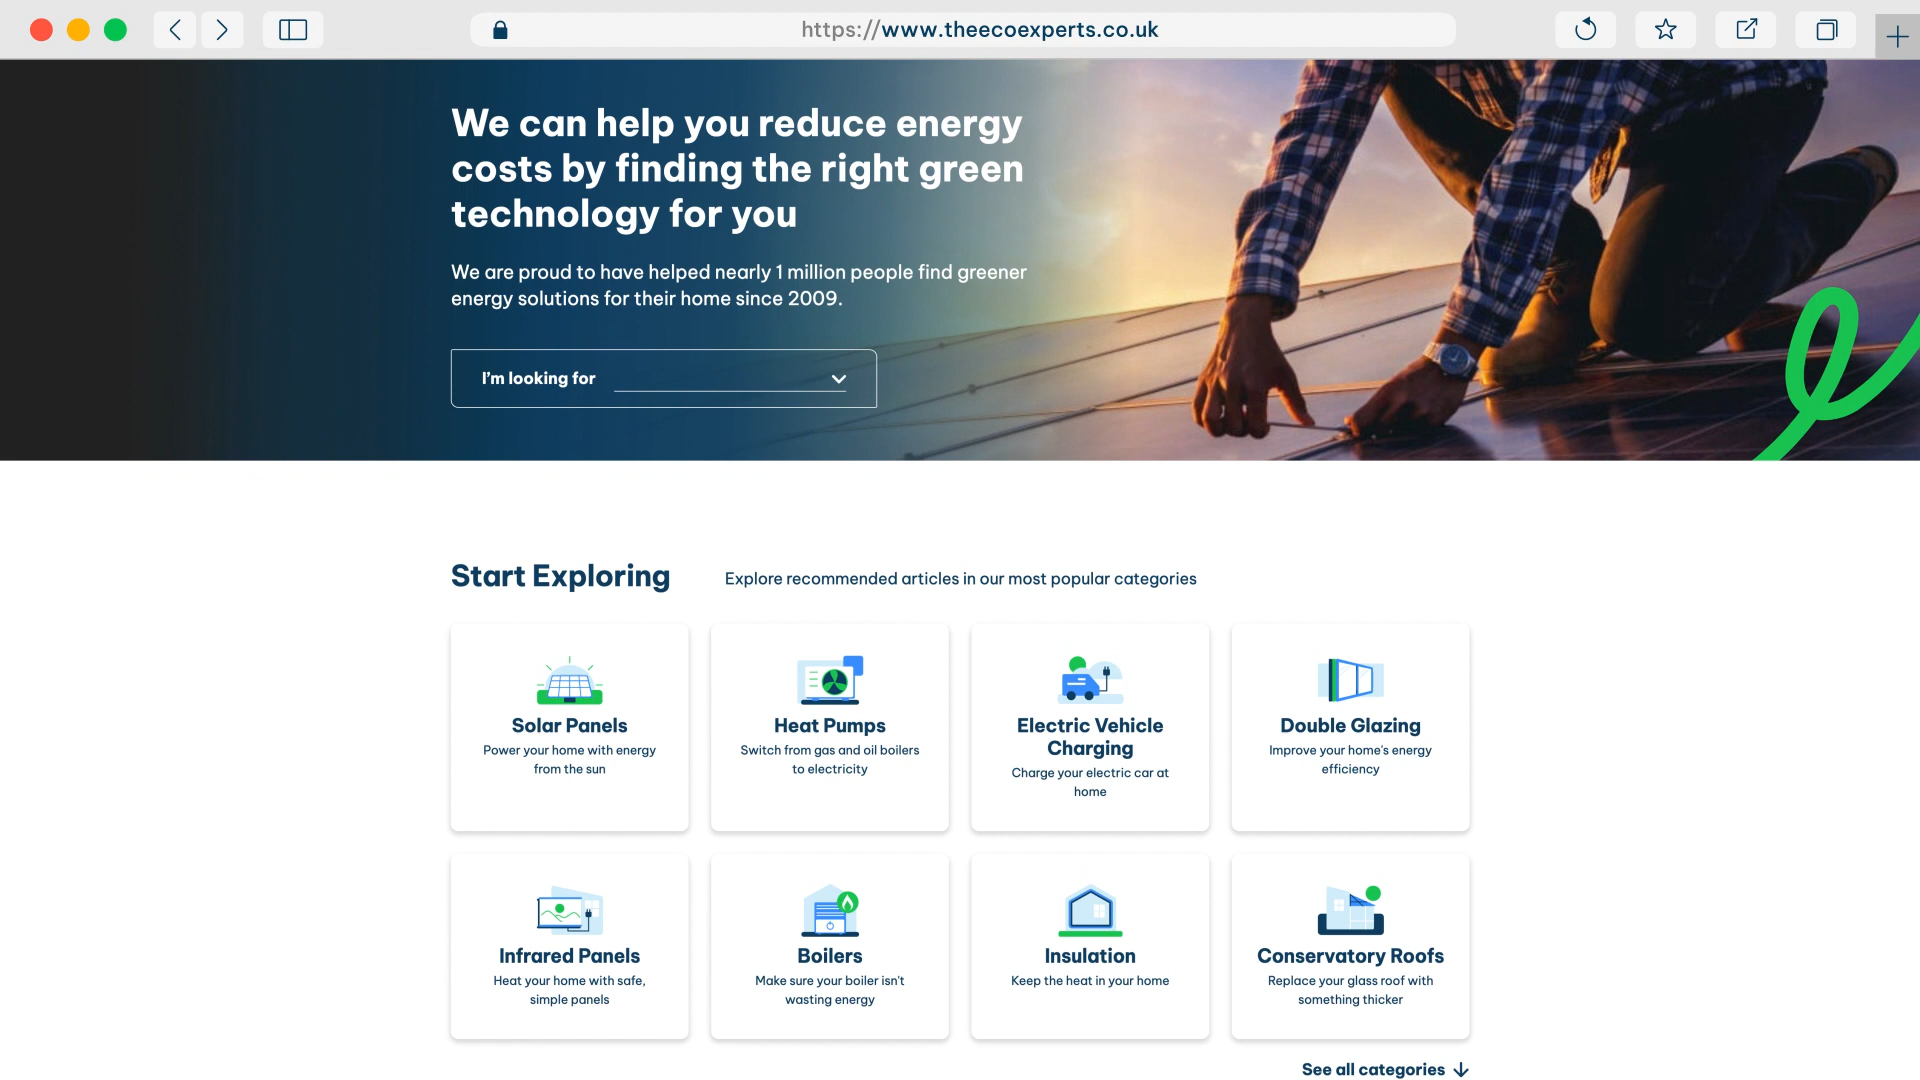 https://www.theecoexperts.co.uk
We can help you reduce energy
costs by finding the right green
technology for you
We are proud to have helped nearly 1 million people find greener
energy solutions for their home since 2009.
I'm looking for
Start Exploring
Explore recommended articles in our most popular categories
Solar Panels
Power your home with energy
from the sun
Heat Pumps
Switch from gas and oil boilers
to electricity
Electric Vehicle
Charging
Charge your electric car at
home
Double Glazing
Improve your home's energy
efficiency
Infrared Panels
Heat your home with safe,
simple panels
Boilers
Make sure your boiler isn't
wasting energy
Insulation
Keep the heat in your home
Conservatory Roofs
Replace your glass roof with
something thicker
See all categories